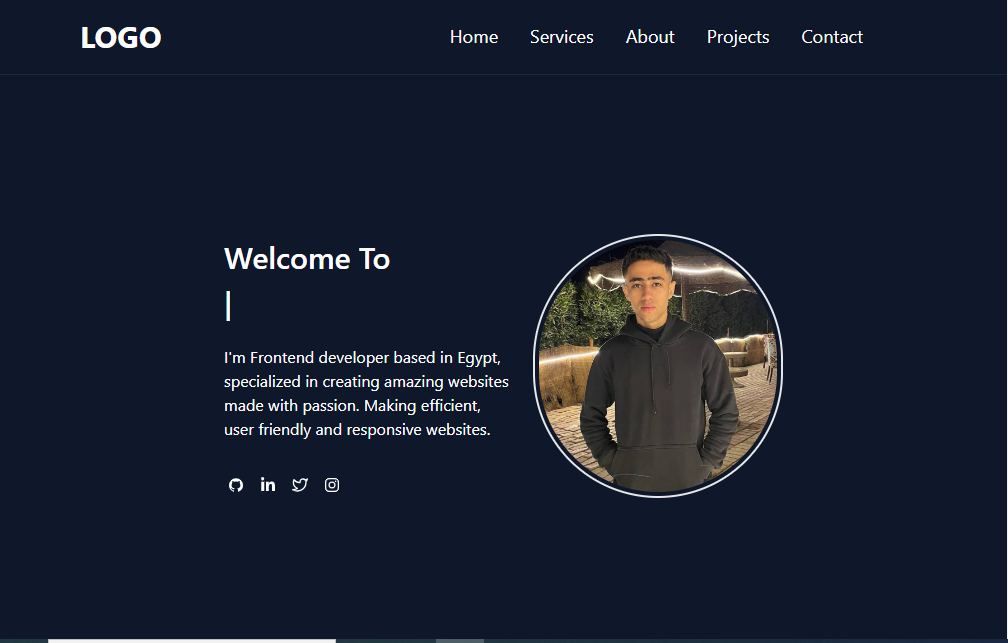 LOGO
Home Services About Projects Contact
Welcome To
I'm Frontend developer based in Egypt,
specialized in creating amazing websites
made with passion. Making efficient,
user friendly and responsive websites.